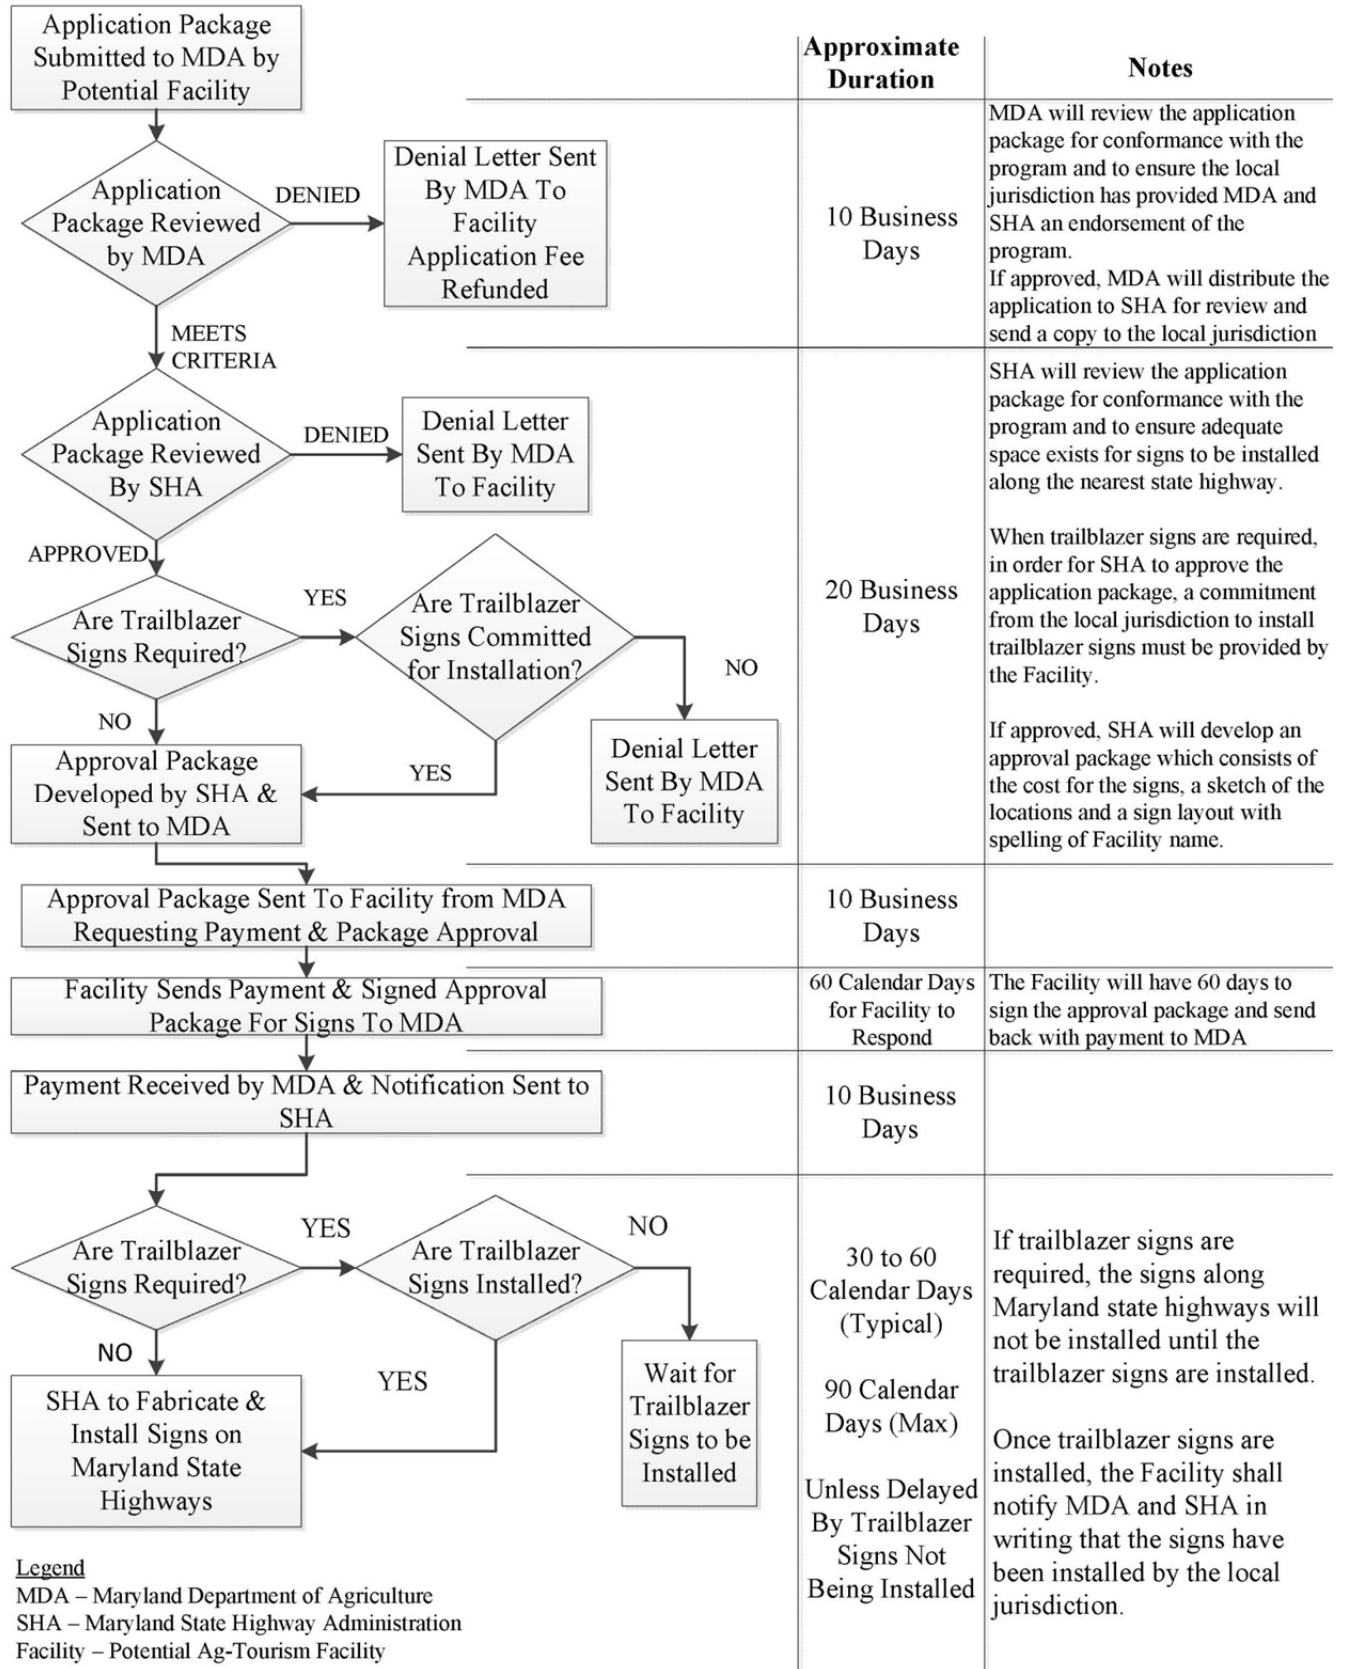 Application Package
Submitted to MDA by
Potential Facility
Approximate
Duration
Notes
Application
Package Reviewed
by MDA
DENIED
Denial Letter Sent
By MDA To
Facility
Application Fee
Refunded
10 Business
Days
MDA will review the application
package for conformance with the
program and to ensure the local
jurisdiction has provided MDA and
SHA an endorsement of the
program.
If approved, MDA will distribute the
application to SHA for review and
send a copy to the local jurisdiction
MEETS
CRITERIA
Application
Package Reviewed
By SHA
DENIED
Denial Letter
Sent By MDA
To Facility
APPROVED
Are Trailblazer
Signs Required?
YES
Are Trailblazer
Signs Committed
for Installation?
NO
Denial Letter
Sent By MDA
To Facility
NO
YES
Approval Package
Developed by SHA &
Sent to MDA
20 Business
Days
SHA will review the application
package for conformance with the
program and to ensure adequate
space exists for signs to be installed
along the nearest state highway.
When trailblazer signs are required,
in order for SHA to approve the
application package, a commitment
from the local jurisdiction to install
trailblazer signs must be provided by
the Facility.
If approved, SHA will develop an
approval package which consists of
the cost for the signs, a sketch of the
locations and a sign layout with
spelling of Facility name.
Approval Package Sent To Facility from MDA
Requesting Payment & Package Approval
10 Business
Days
Facility Sends Payment & Signed Approval
Package For Signs To MDA
60 Calendar Days
for Facility to
Respond
The Facility will have 60 days to
sign the approval package and send
back with payment to MDA
Payment Received by MDA & Notification Sent to
SHA
10 Business
Days
Are Trailblazer
Signs Required?
YES
Are Trailblazer
Signs Installed?
NO
Wait for
Trailblazer
Signs to be
Installed
NO
YES
SHA to Fabricate &
Install Signs on
Maryland State
Highways
30 to 60
Calendar Days
(Typical)
90 Calendar
Days (Max)
Unless Delayed
By Trailblazer
Signs Not
Being Installed
If trailblazer signs are
required, the signs along
Maryland state highways will
not be installed until the
trailblazer signs are installed.
Once trailblazer signs are
installed, the Facility shall
notify MDA and SHA in
writing that the signs have
been installed by the local
jurisdiction.
Legend
MDA – Maryland Department of Agriculture
SHA – Maryland State Highway Administration
Facility – Potential Ag-Tourism Facility